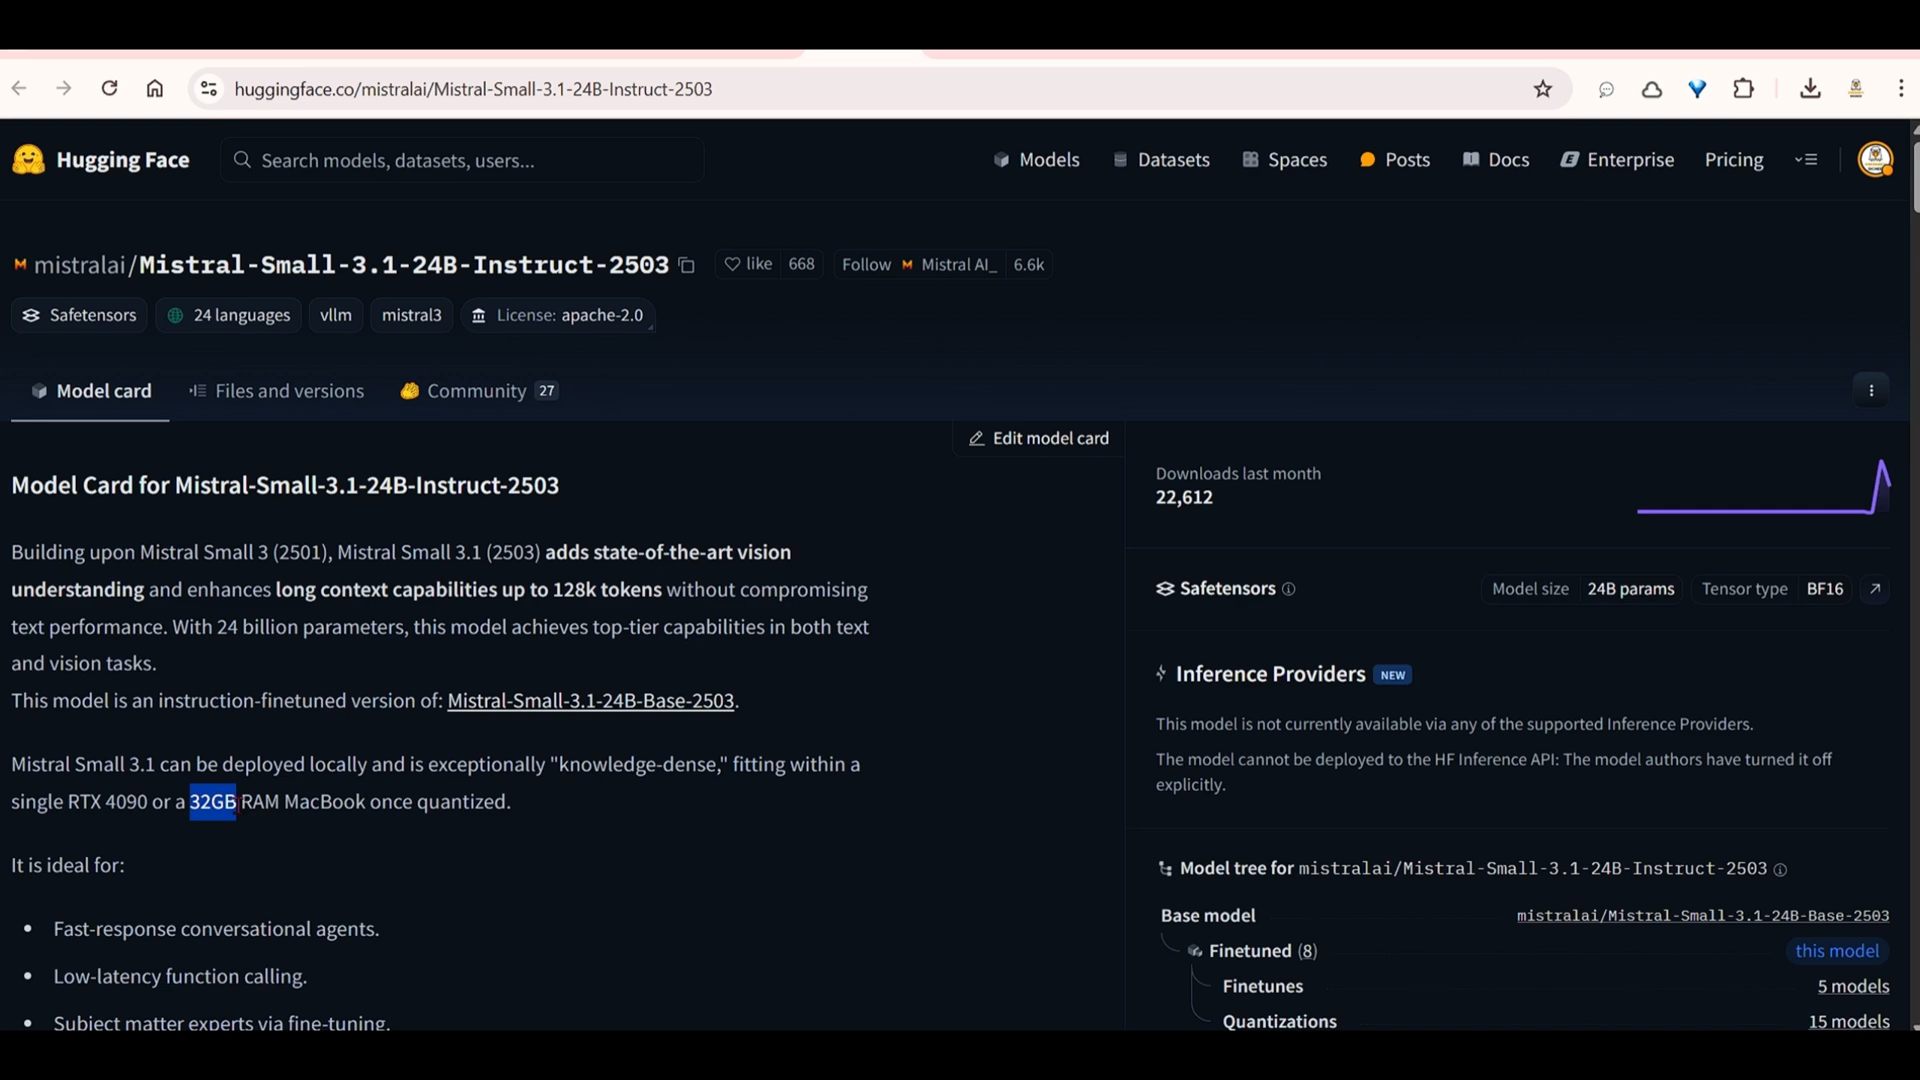 huggingface.co/mistralai/Mistral-Small-3.1-24B-Instruct-2503
Hugging Face
Search models, datasets, users...
Models
Datasets
Spaces
Posts
Docs
Enterprise
Pricing
mistralai/Mistral-Small-3.1-24B-Instruct-2503
like 668
Follow Mistral AI_ 6.6k
Safetensors
24 languages
vllm
mistral3
License: apache-2.0
Model card
Files and versions
Community 27
Edit model card
Model Card for Mistral-Small-3.1-24B-Instruct-2503
Building upon Mistral Small 3 (2501), Mistral Small 3.1 (2503) adds state-of-the-art vision
understanding and enhances long context capabilities up to 128k tokens without compromising
text performance. With 24 billion parameters, this model achieves top-tier capabilities in both text
and vision tasks.
This model is an instruction-finetuned version of: Mistral-Small-3.1-24B-Base-2503.
Mistral Small 3.1 can be deployed locally and is exceptionally "knowledge-dense," fitting within a
single RTX 4090 or a 32GB RAM MacBook once quantized.
It is ideal for:
• Fast-response conversational agents.
• Low-latency function calling.
• Subject matter experts via fine-tuning.
Downloads last month
22,612
Safetensors
Model size 24B params
Tensor type BF16
Inference Providers NEW
This model is not currently available via any of the supported Inference Providers.
The model cannot be deployed to the HF Inference API: The model authors have turned it off
explicitly.
Model tree for mistralai/Mistral-Small-3.1-24B-Instruct-2503
Base model mistralai/Mistral-Small-3.1-24B-Base-2503
Finetuned (8) this model
Finetunes 5 models
Quantizations 15 models